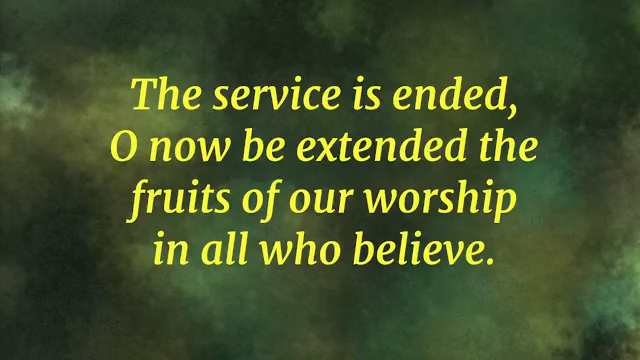 The service is ended,
O now be extended the
fruits of our worship
in all who believe.